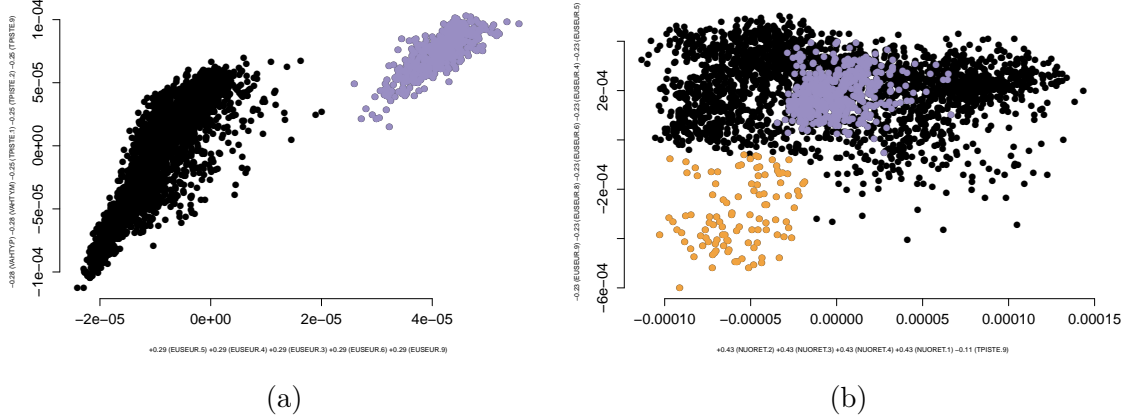 −0.28 (VAHTYP) −0.28 (VAHTYM) −0.25 (TPISTE.1) −0.25 (TPISTE.2) −0.25 (TPISTE.9)
1e−04
5e−05
0e+00
−5e−05
−1e−04
−2e−05 0e+00 2e−05 4e−05
+0.29 (EUSEUR.5) +0.29 (EUSEUR.4) +0.29 (EUSEUR.3) +0.29 (EUSEUR.6) +0.29 (EUSEUR.9)
(a)
−0.23 (EUSEUR.9) −0.23 (EUSEUR.8) −0.23 (EUSEUR.6) −0.23 (EUSEUR.4) −0.23 (EUSEUR.5)
2e−04
−2e−04
−6e−04
−0.00010 −0.00005 0.00000 0.00005 0.00010 0.00015
+0.43 (NUORET.2) +0.43 (NUORET.3) +0.43 (NUORET.4) +0.43 (NUORET.1) −0.11 (TPISTE.9)
(b)